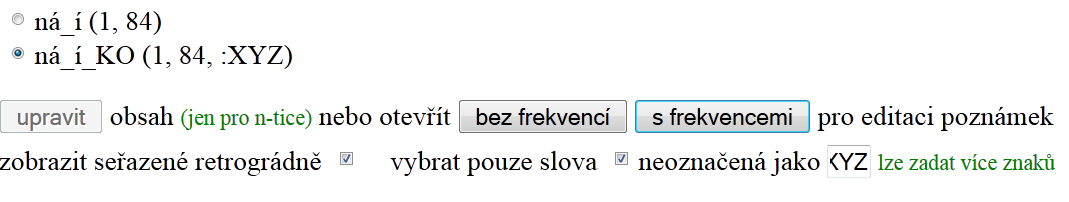 ná_í (1, 84)
ná_í_KO (1, 84, :XYZ)
upravit obsah (jen pro n-tice) nebo otevřít bez frekvencí s frekvencemi pro editaci poznámek
zobrazit seřazené retrográdně vybrat pouze slova neoznačená jako XYZ lze zadat více znaků